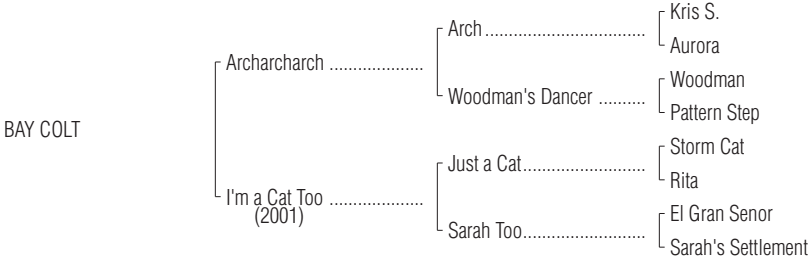 Kris S.
Arch
Aurora
Archarcharch
Woodman
Woodman's Dancer
Pattern Step
BAY COLT
Storm Cat
Just a Cat
Rita
I'm a Cat Too
(2001)
El Gran Senor
Sarah Too
Sarah's Settlement